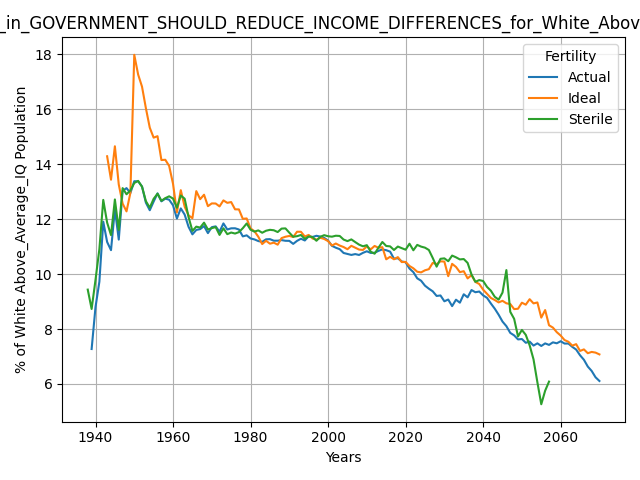 _in_GOVERNMENT_SHOULD_REDUCE_INCOME_DIFFERENCES_for_White_Abov
Fertility
Actual
Ideal
Sterile
% of White Above_Average_IQ Population
18
16
14
12
10
8
6
1940 1960 1980 2000 2020 2040 2060
Years